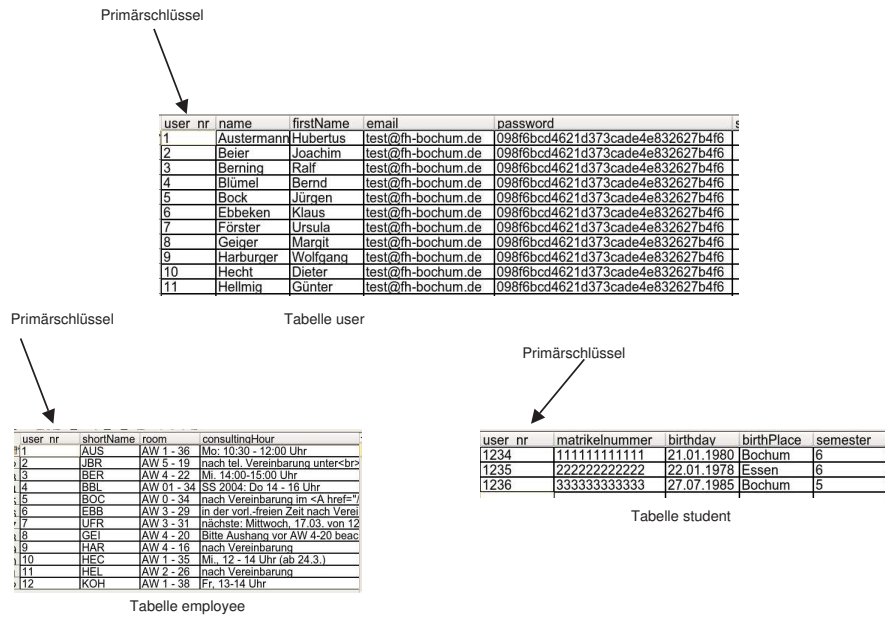 Primärschlüssel
user_nr name firstName email password
1 Austermann Hubertus test@fh-bochum.de 098f6bcd4621d373cade4e832627b4f6
2 Beier Joachim test@fh-bochum.de 098f6bcd4621d373cade4e832627b4f6
3 Berning Ralf test@fh-bochum.de 098f6bcd4621d373cade4e832627b4f6
4 Blümel Bernd test@fh-bochum.de 098f6bcd4621d373cade4e832627b4f6
5 Bock Jürgen test@fh-bochum.de 098f6bcd4621d373cade4e832627b4f6
6 Ebbeken Klaus test@fh-bochum.de 098f6bcd4621d373cade4e832627b4f6
7 Förster Ursula test@fh-bochum.de 098f6bcd4621d373cade4e832627b4f6
8 Geiger Margit test@fh-bochum.de 098f6bcd4621d373cade4e832627b4f6
9 Harburger Wolfgang test@fh-bochum.de 098f6bcd4621d373cade4e832627b4f6
10 Hecht Dieter test@fh-bochum.de 098f6bcd4621d373cade4e832627b4f6
11 Hellmig Günter test@fh-bochum.de 098f6bcd4621d373cade4e832627b4f6
Tabelle user
Primärschlüssel
user_nr shortName room consultingHour
1 AUS AW 1 - 36 Mo: 10:30 - 12:00 Uhr
2 JBR AW 5 - 19 nach tel. Vereinbarung unter<br>
3 BER AW 4 - 22 Mi. 14:00-15:00 Uhr
4 BBL AW 01 - 34 SS 2004: Do 14 - 16 Uhr
5 BOC AW 0 - 34 nach Vereinbarung im <A href="/
6 EBB AW 3 - 29 in der vorl.-freien Zeit nach Verei
7 UFR AW 3 - 31 nächste: Mittwoch, 17.03. von 12
8 GEI AW 4 - 20 Bitte Aushang vor AW 4-20 beac
9 HAR AW 4 - 16 nach Vereinbarung
10 HEC AW 1 - 35 Mi., 12 - 14 Uhr (ab 24.3.)
11 HEL AW 2 - 26 nach Vereinbarung
12 KOH AW 1 - 38 Fr, 13-14 Uhr
Tabelle employee
Primärschlüssel
user_nr matrikelnummer birthday birthPlace semester
1234 111111111111 21.01.1980 Bochum 6
1235 222222222222 22.01.1978 Essen 6
1236 333333333333 27.07.1985 Bochum 5
Tabelle student